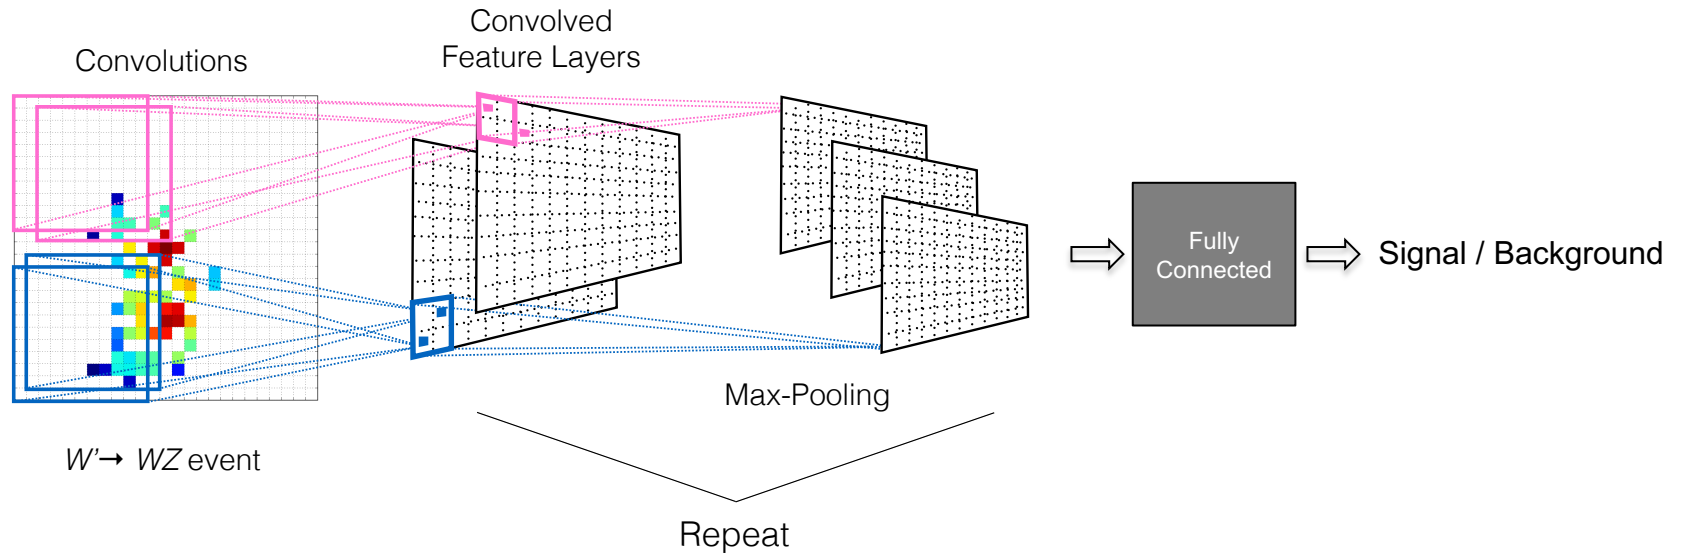 Convolutions
Convolved
Feature Layers
Fully
Connected
Signal / Background
Max-Pooling
W'→ WZ event
Repeat